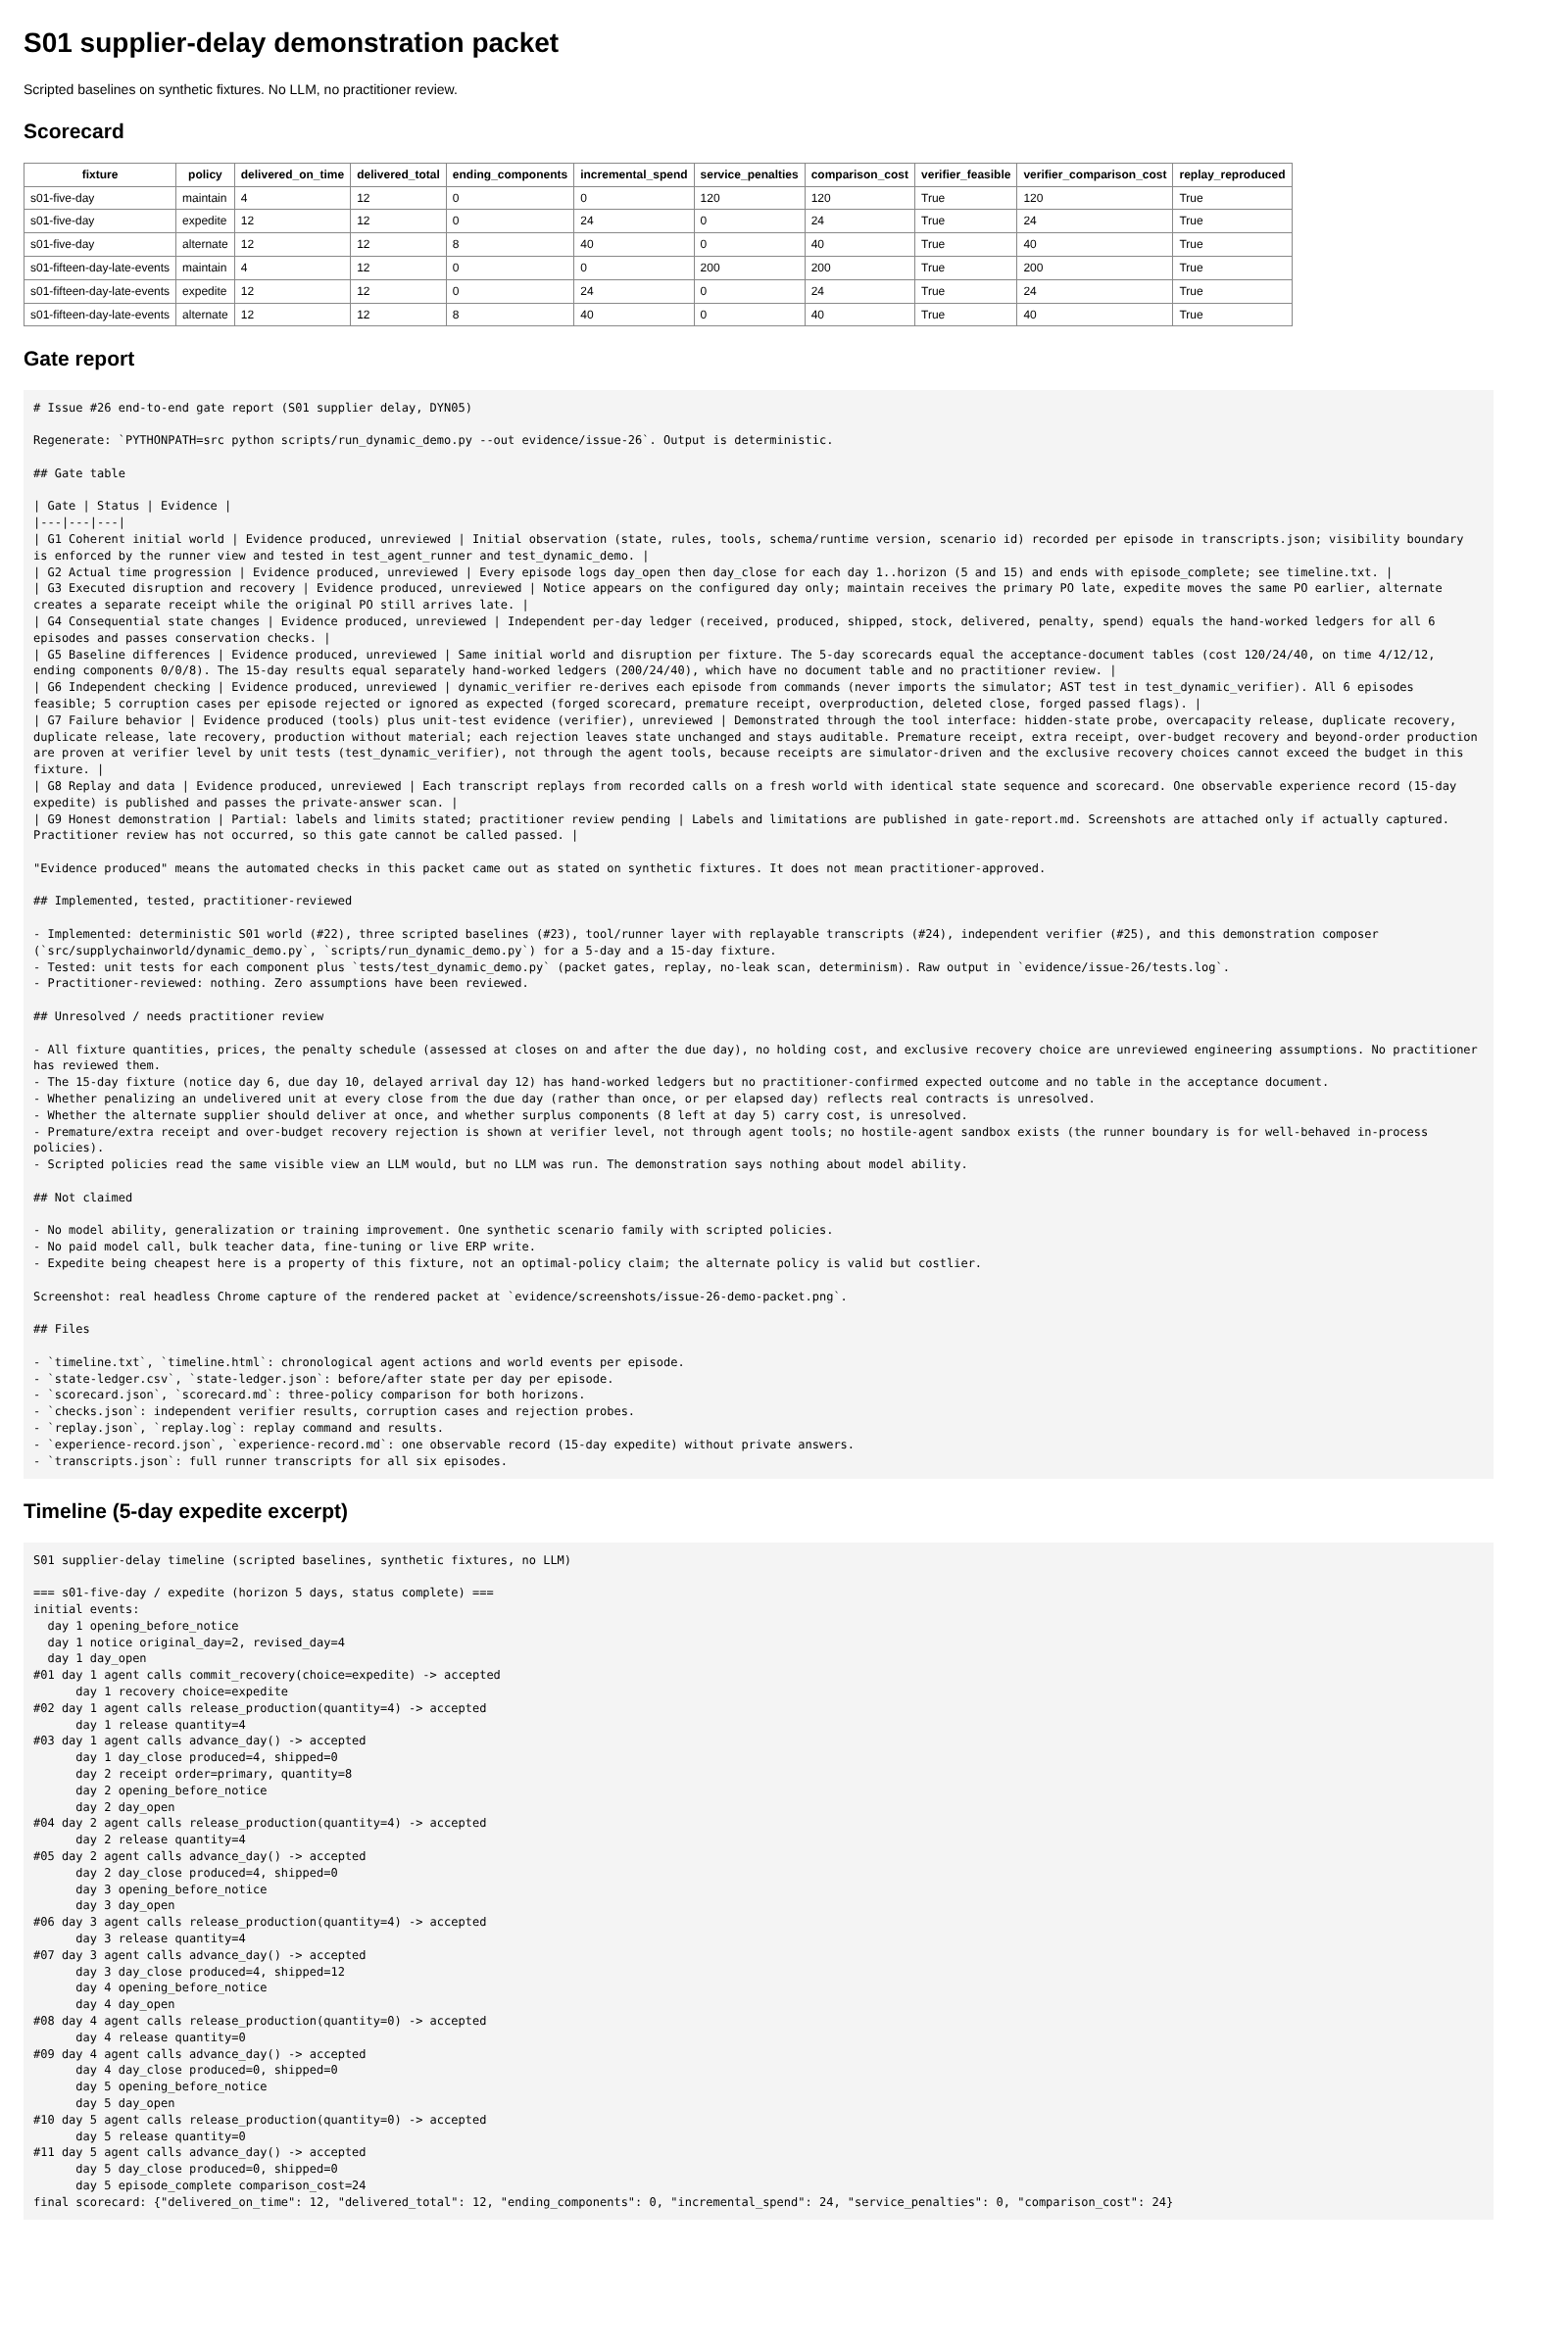 S01 supplier-delay demonstration packet
Scripted baselines on synthetic fixtures. No LLM, no practitioner review.
Scorecard
fixture policy delivered_on_time delivered_total ending_components incremental_spend service_penalties comparison_cost verifier_feasible verifier_comparison_cost replay_reproduced
s01-five-day maintain 4 12 0 0 120 120 True 120 True
s01-five-day expedite 12 12 0 24 0 24 True 24 True
s01-five-day alternate 12 12 8 40 0 40 True 40 True
s01-fifteen-day-late-events maintain 4 12 0 0 200 200 True 200 True
s01-fifteen-day-late-events expedite 12 12 0 24 0 24 True 24 True
s01-fifteen-day-late-events alternate 12 12 8 40 0 40 True 40 True
Gate report
# Issue #26 end-to-end gate report (S01 supplier delay, DYN05)
Regenerate: `PYTHONPATH=src python scripts/run_dynamic_demo.py --out evidence/issue-26`. Output is deterministic.
## Gate table
| Gate | Status | Evidence |
|---|---|---|
| G1 Coherent initial world | Evidence produced, unreviewed | Initial observation (state, rules, tools, schema/runtime version, scenario id) recorded per episode in transcripts.json; visibility boundary
is enforced by the runner view and tested in test_agent_runner and test_dynamic_demo. |
| G2 Actual time progression | Evidence produced, unreviewed | Every episode logs day_open then day_close for each day 1..horizon (5 and 15) and ends with episode_complete; see timeline.txt. |
| G3 Executed disruption and recovery | Evidence produced, unreviewed | Notice appears on the configured day only; maintain receives the primary PO late, expedite moves the same PO earlier, alternate
creates a separate receipt while the original PO still arrives late. |
| G4 Consequential state changes | Evidence produced, unreviewed | Independent per-day ledger (received, produced, shipped, stock, delivered, penalty, spend) equals the hand-worked ledgers for all 6
episodes and passes conservation checks. |
| G5 Baseline differences | Evidence produced, unreviewed | Same initial world and disruption per fixture. The 5-day scorecards equal the acceptance-document tables (cost 120/24/40, on time 4/12/12,
ending components 0/0/8). The 15-day results equal separately hand-worked ledgers (200/24/40), which have no document table and no practitioner review. |
| G6 Independent checking | Evidence produced, unreviewed | dynamic_verifier re-derives each episode from commands (never imports the simulator; AST test in test_dynamic_verifier). All 6 episodes
feasible; 5 corruption cases per episode rejected or ignored as expected (forged scorecard, premature receipt, overproduction, deleted close, forged passed flags). |
| G7 Failure behavior | Evidence produced (tools) plus unit-test evidence (verifier), unreviewed | Demonstrated through the tool interface: hidden-state probe, overcapacity release, duplicate recovery,
duplicate release, late recovery, production without material; each rejection leaves state unchanged and stays auditable. Premature receipt, extra receipt, over-budget recovery and beyond-order production
are proven at verifier level by unit tests (test_dynamic_verifier), not through the agent tools, because receipts are simulator-driven and the exclusive recovery choices cannot exceed the budget in this
fixture. |
| G8 Replay and data | Evidence produced, unreviewed | Each transcript replays from recorded calls on a fresh world with identical state sequence and scorecard. One observable experience record (15-day
expedite) is published and passes the private-answer scan. |
| G9 Honest demonstration | Partial: labels and limits stated; practitioner review pending | Labels and limitations are published in gate-report.md. Screenshots are attached only if actually captured.
Practitioner review has not occurred, so this gate cannot be called passed. |
"Evidence produced" means the automated checks in this packet came out as stated on synthetic fixtures. It does not mean practitioner-approved.
## Implemented, tested, practitioner-reviewed
- Implemented: deterministic S01 world (#22), three scripted baselines (#23), tool/runner layer with replayable transcripts (#24), independent verifier (#25), and this demonstration composer
(`src/supplychainworld/dynamic_demo.py`, `scripts/run_dynamic_demo.py`) for a 5-day and a 15-day fixture.
- Tested: unit tests for each component plus `tests/test_dynamic_demo.py` (packet gates, replay, no-leak scan, determinism). Raw output in `evidence/issue-26/tests.log`.
- Practitioner-reviewed: nothing. Zero assumptions have been reviewed.
## Unresolved / needs practitioner review
- All fixture quantities, prices, the penalty schedule (assessed at closes on and after the due day), no holding cost, and exclusive recovery choice are unreviewed engineering assumptions. No practitioner
has reviewed them.
- The 15-day fixture (notice day 6, due day 10, delayed arrival day 12) has hand-worked ledgers but no practitioner-confirmed expected outcome and no table in the acceptance document.
- Whether penalizing an undelivered unit at every close from the due day (rather than once, or per elapsed day) reflects real contracts is unresolved.
- Whether the alternate supplier should deliver at once, and whether surplus components (8 left at day 5) carry cost, is unresolved.
- Premature/extra receipt and over-budget recovery rejection is shown at verifier level, not through agent tools; no hostile-agent sandbox exists (the runner boundary is for well-behaved in-process
policies).
- Scripted policies read the same visible view an LLM would, but no LLM was run. The demonstration says nothing about model ability.
## Not claimed
- No model ability, generalization or training improvement. One synthetic scenario family with scripted policies.
- No paid model call, bulk teacher data, fine-tuning or live ERP write.
- Expedite being cheapest here is a property of this fixture, not an optimal-policy claim; the alternate policy is valid but costlier.
Screenshot: real headless Chrome capture of the rendered packet at `evidence/screenshots/issue-26-demo-packet.png`.
## Files
- `timeline.txt`, `timeline.html`: chronological agent actions and world events per episode.
- `state-ledger.csv`, `state-ledger.json`: before/after state per day per episode.
- `scorecard.json`, `scorecard.md`: three-policy comparison for both horizons.
- `checks.json`: independent verifier results, corruption cases and rejection probes.
- `replay.json`, `replay.log`: replay command and results.
- `experience-record.json`, `experience-record.md`: one observable record (15-day expedite) without private answers.
- `transcripts.json`: full runner transcripts for all six episodes.
Timeline (5-day expedite excerpt)
S01 supplier-delay timeline (scripted baselines, synthetic fixtures, no LLM)
=== s01-five-day / expedite (horizon 5 days, status complete) ===
initial events:
day 1 opening_before_notice
day 1 notice original_day=2, revised_day=4
day 1 day_open
#01 day 1 agent calls commit_recovery(choice=expedite) -> accepted
day 1 recovery choice=expedite
#02 day 1 agent calls release_production(quantity=4) -> accepted
day 1 release quantity=4
#03 day 1 agent calls advance_day() -> accepted
day 1 day_close produced=4, shipped=0
day 2 receipt order=primary, quantity=8
day 2 opening_before_notice
day 2 day_open
#04 day 2 agent calls release_production(quantity=4) -> accepted
day 2 release quantity=4
#05 day 2 agent calls advance_day() -> accepted
day 2 day_close produced=4, shipped=0
day 3 opening_before_notice
day 3 day_open
#06 day 3 agent calls release_production(quantity=4) -> accepted
day 3 release quantity=4
#07 day 3 agent calls advance_day() -> accepted
day 3 day_close produced=4, shipped=12
day 4 opening_before_notice
day 4 day_open
#08 day 4 agent calls release_production(quantity=0) -> accepted
day 4 release quantity=0
#09 day 4 agent calls advance_day() -> accepted
day 4 day_close produced=0, shipped=0
day 5 opening_before_notice
day 5 day_open
#10 day 5 agent calls release_production(quantity=0) -> accepted
day 5 release quantity=0
#11 day 5 agent calls advance_day() -> accepted
day 5 day_close produced=0, shipped=0
day 5 episode_complete comparison_cost=24
final scorecard: {"delivered_on_time": 12, "delivered_total": 12, "ending_components": 0, "incremental_spend": 24, "service_penalties": 0, "comparison_cost": 24}